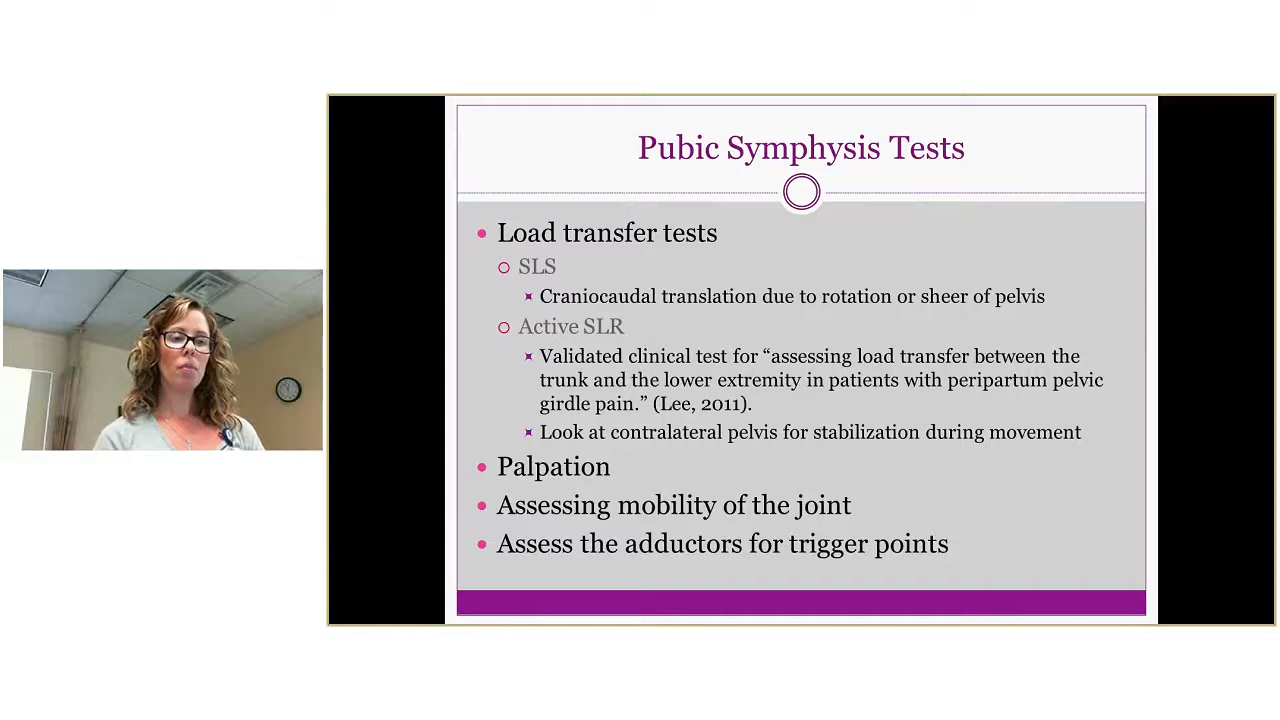 Pubic Symphysis Tests
Load transfer tests
SLS
Craniocaudal translation due to rotation or sheer of pelvis
Active SLR
Validated clinical test for “assessing load transfer between the
trunk and the lower extremity in patients with peripartum pelvic
girdle pain.” (Lee, 2011).
Look at contralateral pelvis for stabilization during movement
Palpation
Assessing mobility of the joint
Assess the adductors for trigger points